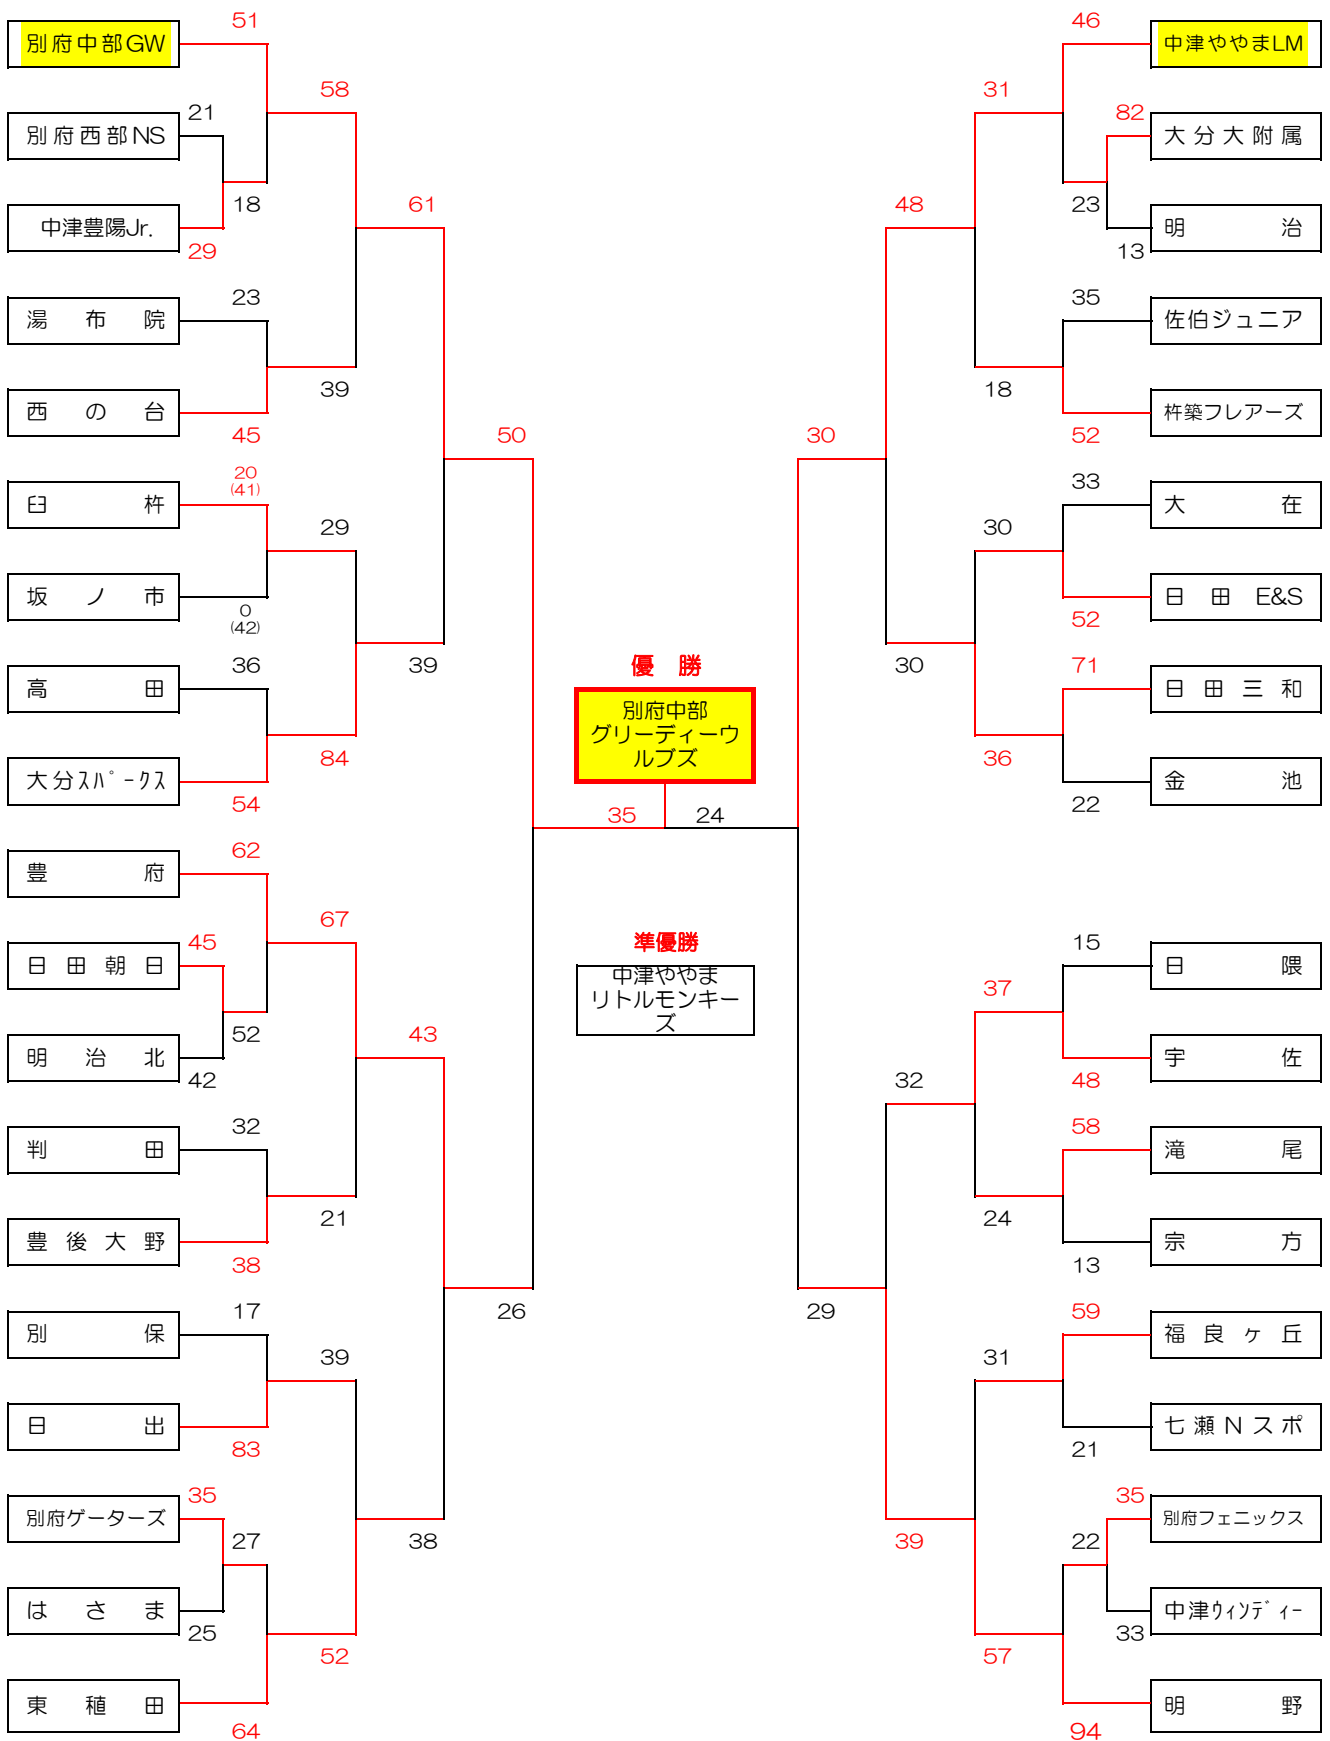 51
別府中部GW
58
21
別府西部NS
18
61
中津豊陽Jr.
29
23
湯布院
39
西の台
45
50
20
(41)
臼杵
29
坂ノ市
0
(42)
36
39
高田
84
大分ｽﾊﾟｰｸｽ
54
62
豊府
67
45
日田朝日
52
43
明治北
42
32
判田
21
豊後大野
38
17
26
別保
39
日出
83
35
別府ゲーターズ
27
38
はさま
25
52
東稙田
64
優勝
別府中部
グリーディーウ
ルブズ
35
24
準優勝
中津ややま
リトルモンキー
ズ
46
中津ややまLM
31
82
大分大附属
48
23
明治
13
35
佐伯ジュニア
18
杵築フレアーズ
30
52
33
大在
30
日田E&S
52
30
71
日田三和
36
金池
22
15
日隈
37
宇佐
32
48
58
滝尾
24
宗方
13
29
59
福良ヶ丘
31
七瀬Nスポ
21
35
別府フェニックス
39
22
中津ｳｨﾝﾃﾞｨｰ
33
57
明野
94